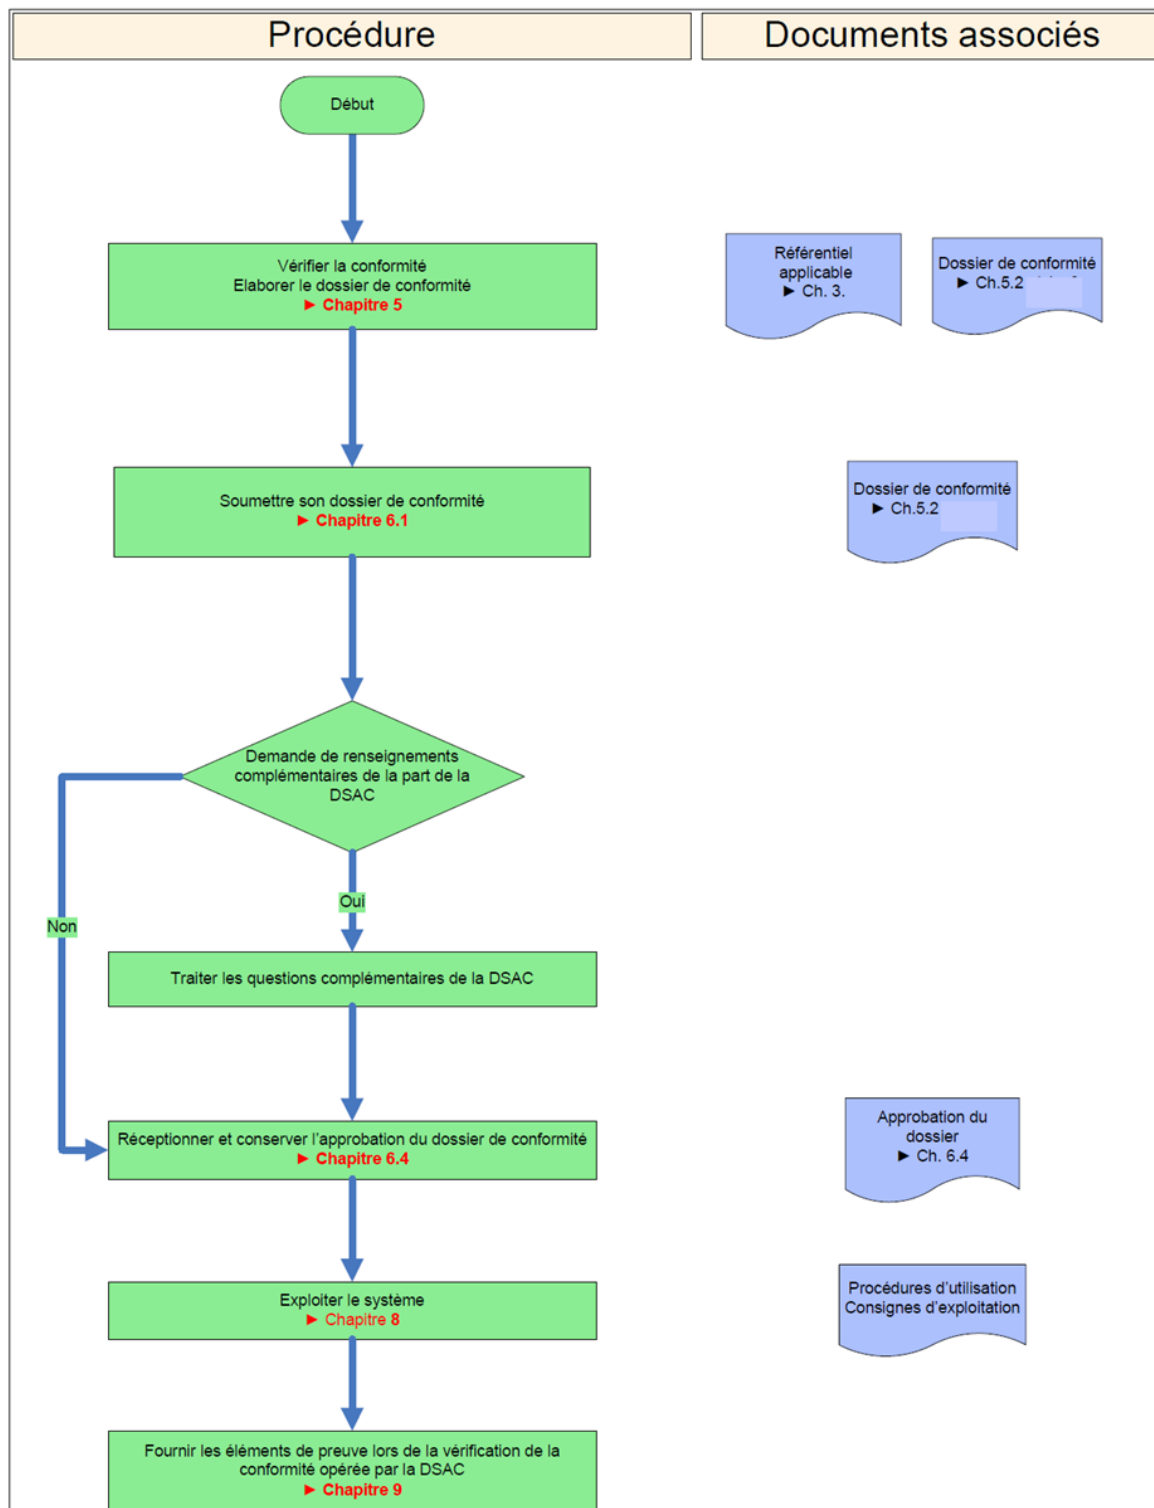 Procédure
Documents associés
Début
Vérifier la conformité
Elaborer le dossier de conformité
► Chapitre 5
Référentiel
applicable
► Ch. 3.
Dossier de conformité
► Ch.5.2
Soumettre son dossier de conformité
► Chapitre 6.1
Dossier de conformité
► Ch.5.2
Demande de renseignements
complémentaires de la part de la
DSAC
Oui
Non
Traiter les questions complémentaires de la DSAC
Réceptionner et conserver l'approbation du dossier de conformité
► Chapitre 6.4
Approbation du
dossier
► Ch. 6.4
Exploiter le système
► Chapitre 8
Procédures d'utilisation
Consignes d'exploitation
Fournir les éléments de preuve lors de la vérification de la
conformité opérée par la DSAC
► Chapitre 9